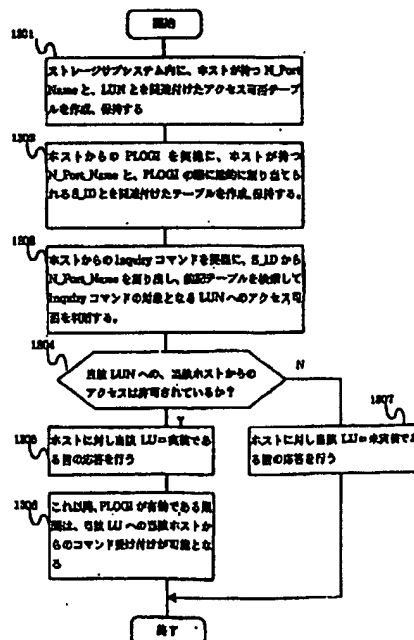 開始
1301
ストレージサブシステム内に、ホストが持つ N_Port_
Name と、LUN とを関連付けたアクセス可否テーブ
ルを作成、保持する
ホストからの PLOGI を契機に、ホストが持つ
N_Port_Name と、PLOGI の際に動的に割り当て
られる S_ID とを関連付けたテーブルを作成、保持する。
ホストからの Inquiry コマンドを契機に、S_ID から
N_Port_Name を割り出し、前記テーブルを検索して
Inquiry コマンドの対象となる LUN へのアクセス可
否を判断する。
1304
当該 LUN への、当該ホストからの
アクセスは許可されているか？
N
Y
ホストに対し当該 LU=実装であ
る旨の応答を行う
1307
ホストに対し当該 LU=未実装であ
る旨の応答を行う
これ以降、PLOGI が有効である期
間は、当該 LU への当該ホストか
らのコマンド受け付けが可能とな
る
終了